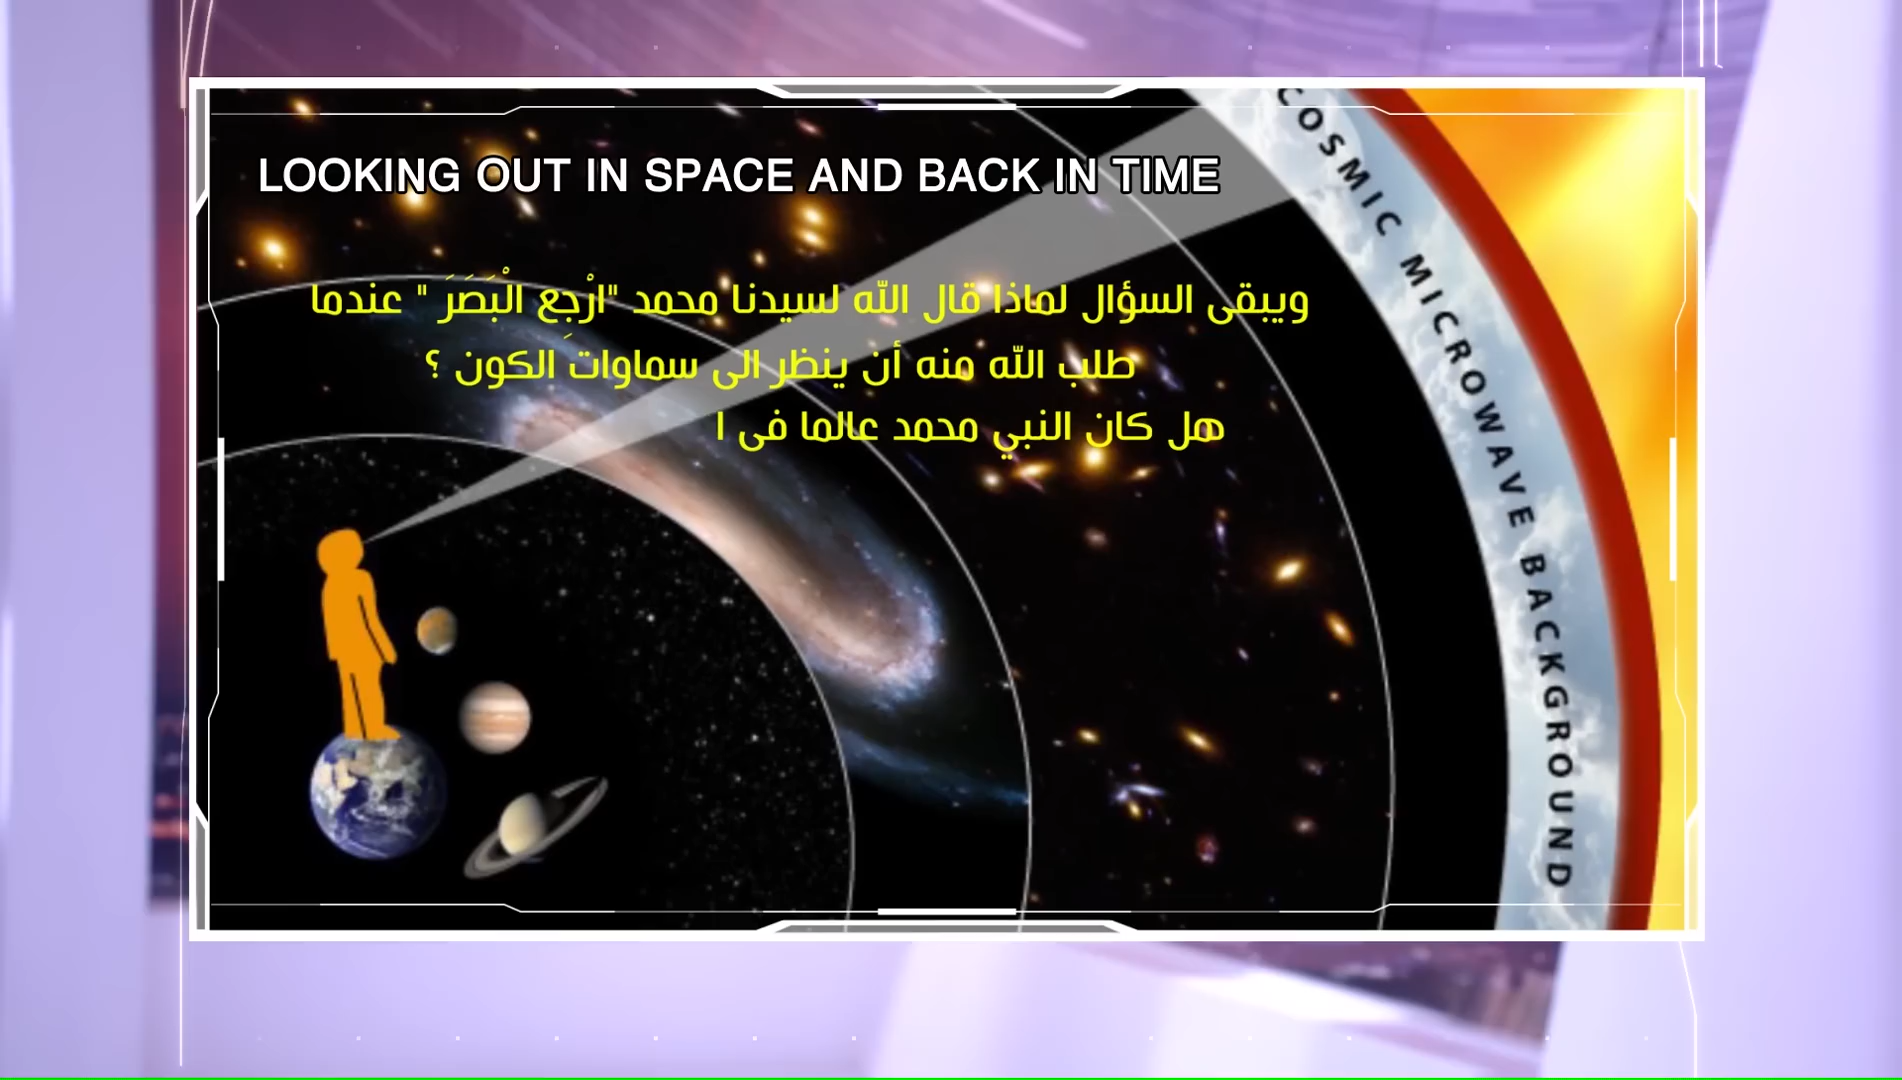 LOOKING OUT IN SPACE AND BACK IN TIME
ويبقى السؤال لماذا قال الله لسيدنا محمد "ارْجِعِ الْبَصَرَ " عندما
طلب الله منه أن ينظر الى سماوات الكون ؟
هل كان النبي محمد عالما فى ا
COSMIC MICROWAVE BACKGROUND